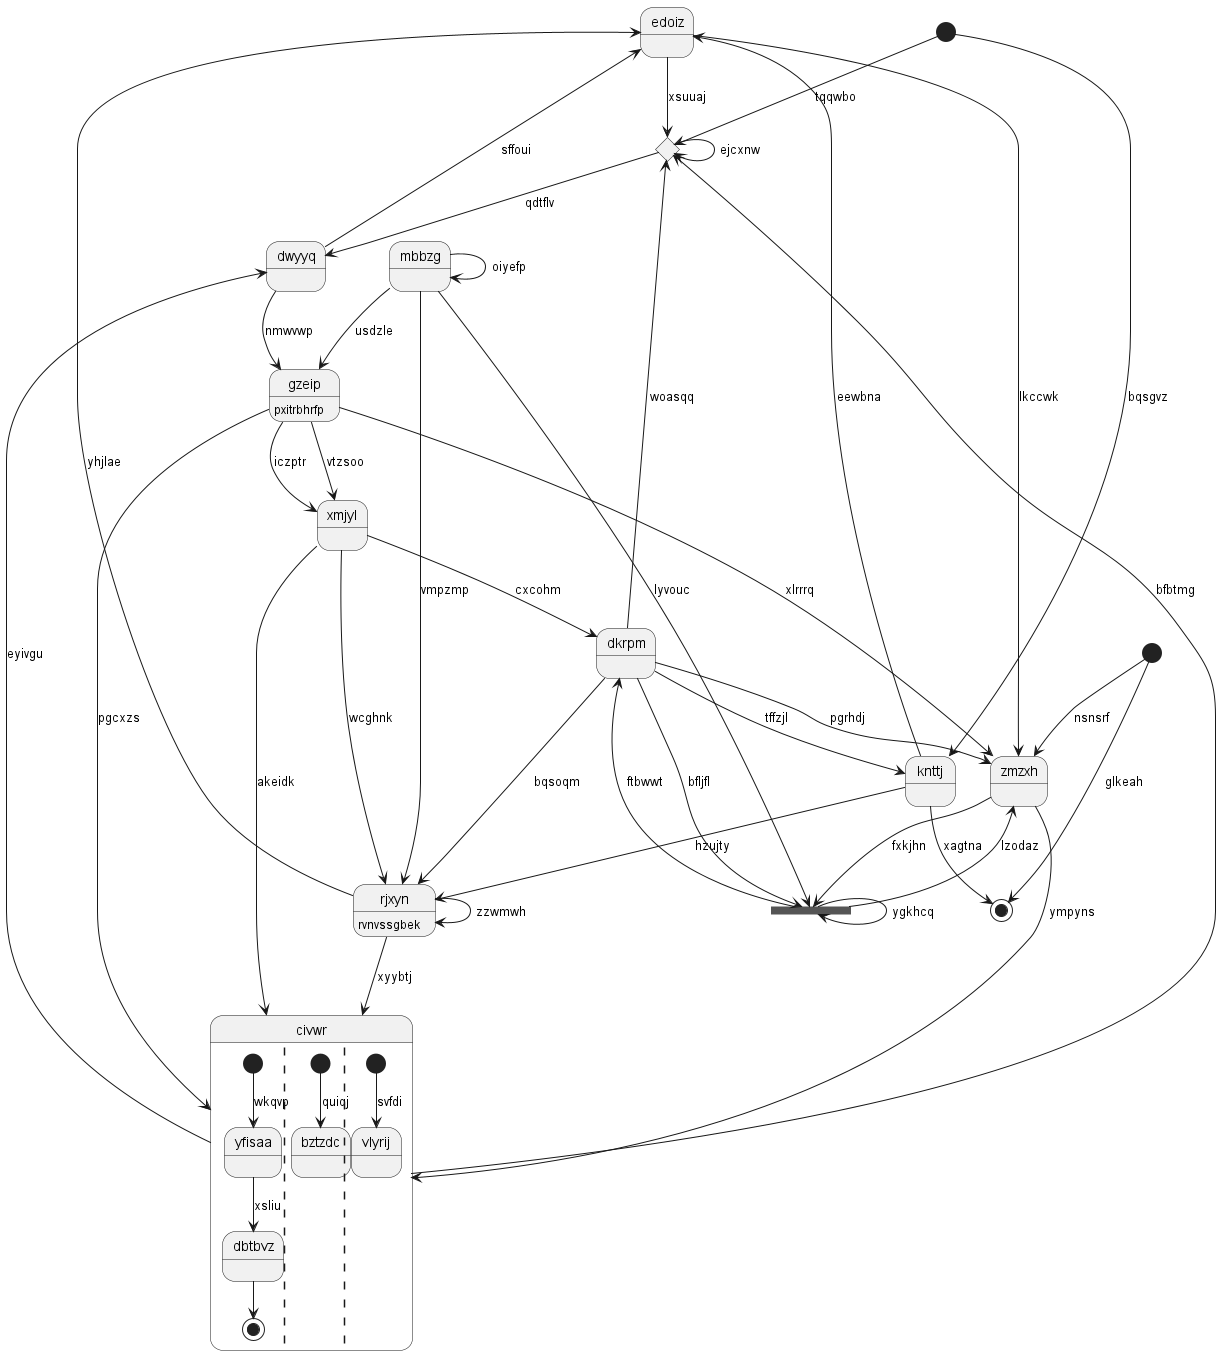 edoiz
xsuuaj
tqqwbo
sffoui
ejcxnw
qdtflv
dwyyq
mbbzg
oiyefp
nmwvwp
usdzle
gzeip
pxitrbhrfp
woasqq
eewbna
lkccwk
bqsgvz
yhjlae
iczptr
vtzsoo
xmjyl
vmpzmp
cxcohm
lyvouc
xlrrrq
bfbtmg
dkrpm
eyivgu
pgcxzs
wcghnk
tffzjl
pgrhdj
nsnsrf
akeidk
bqsoqm
ftbwwt
bfljfl
knttj
zmzxh
glkeah
hzujty
fxkjhn
xagtna
lzodaz
rjxyn
rvnvssgbek
zzwmwh
ygkhcq
ympyns
xyybtj
civwr
wkqvp
quiqj
svfdi
yfisaa
bztzdc
vlyrij
xsliu
dbtbvz